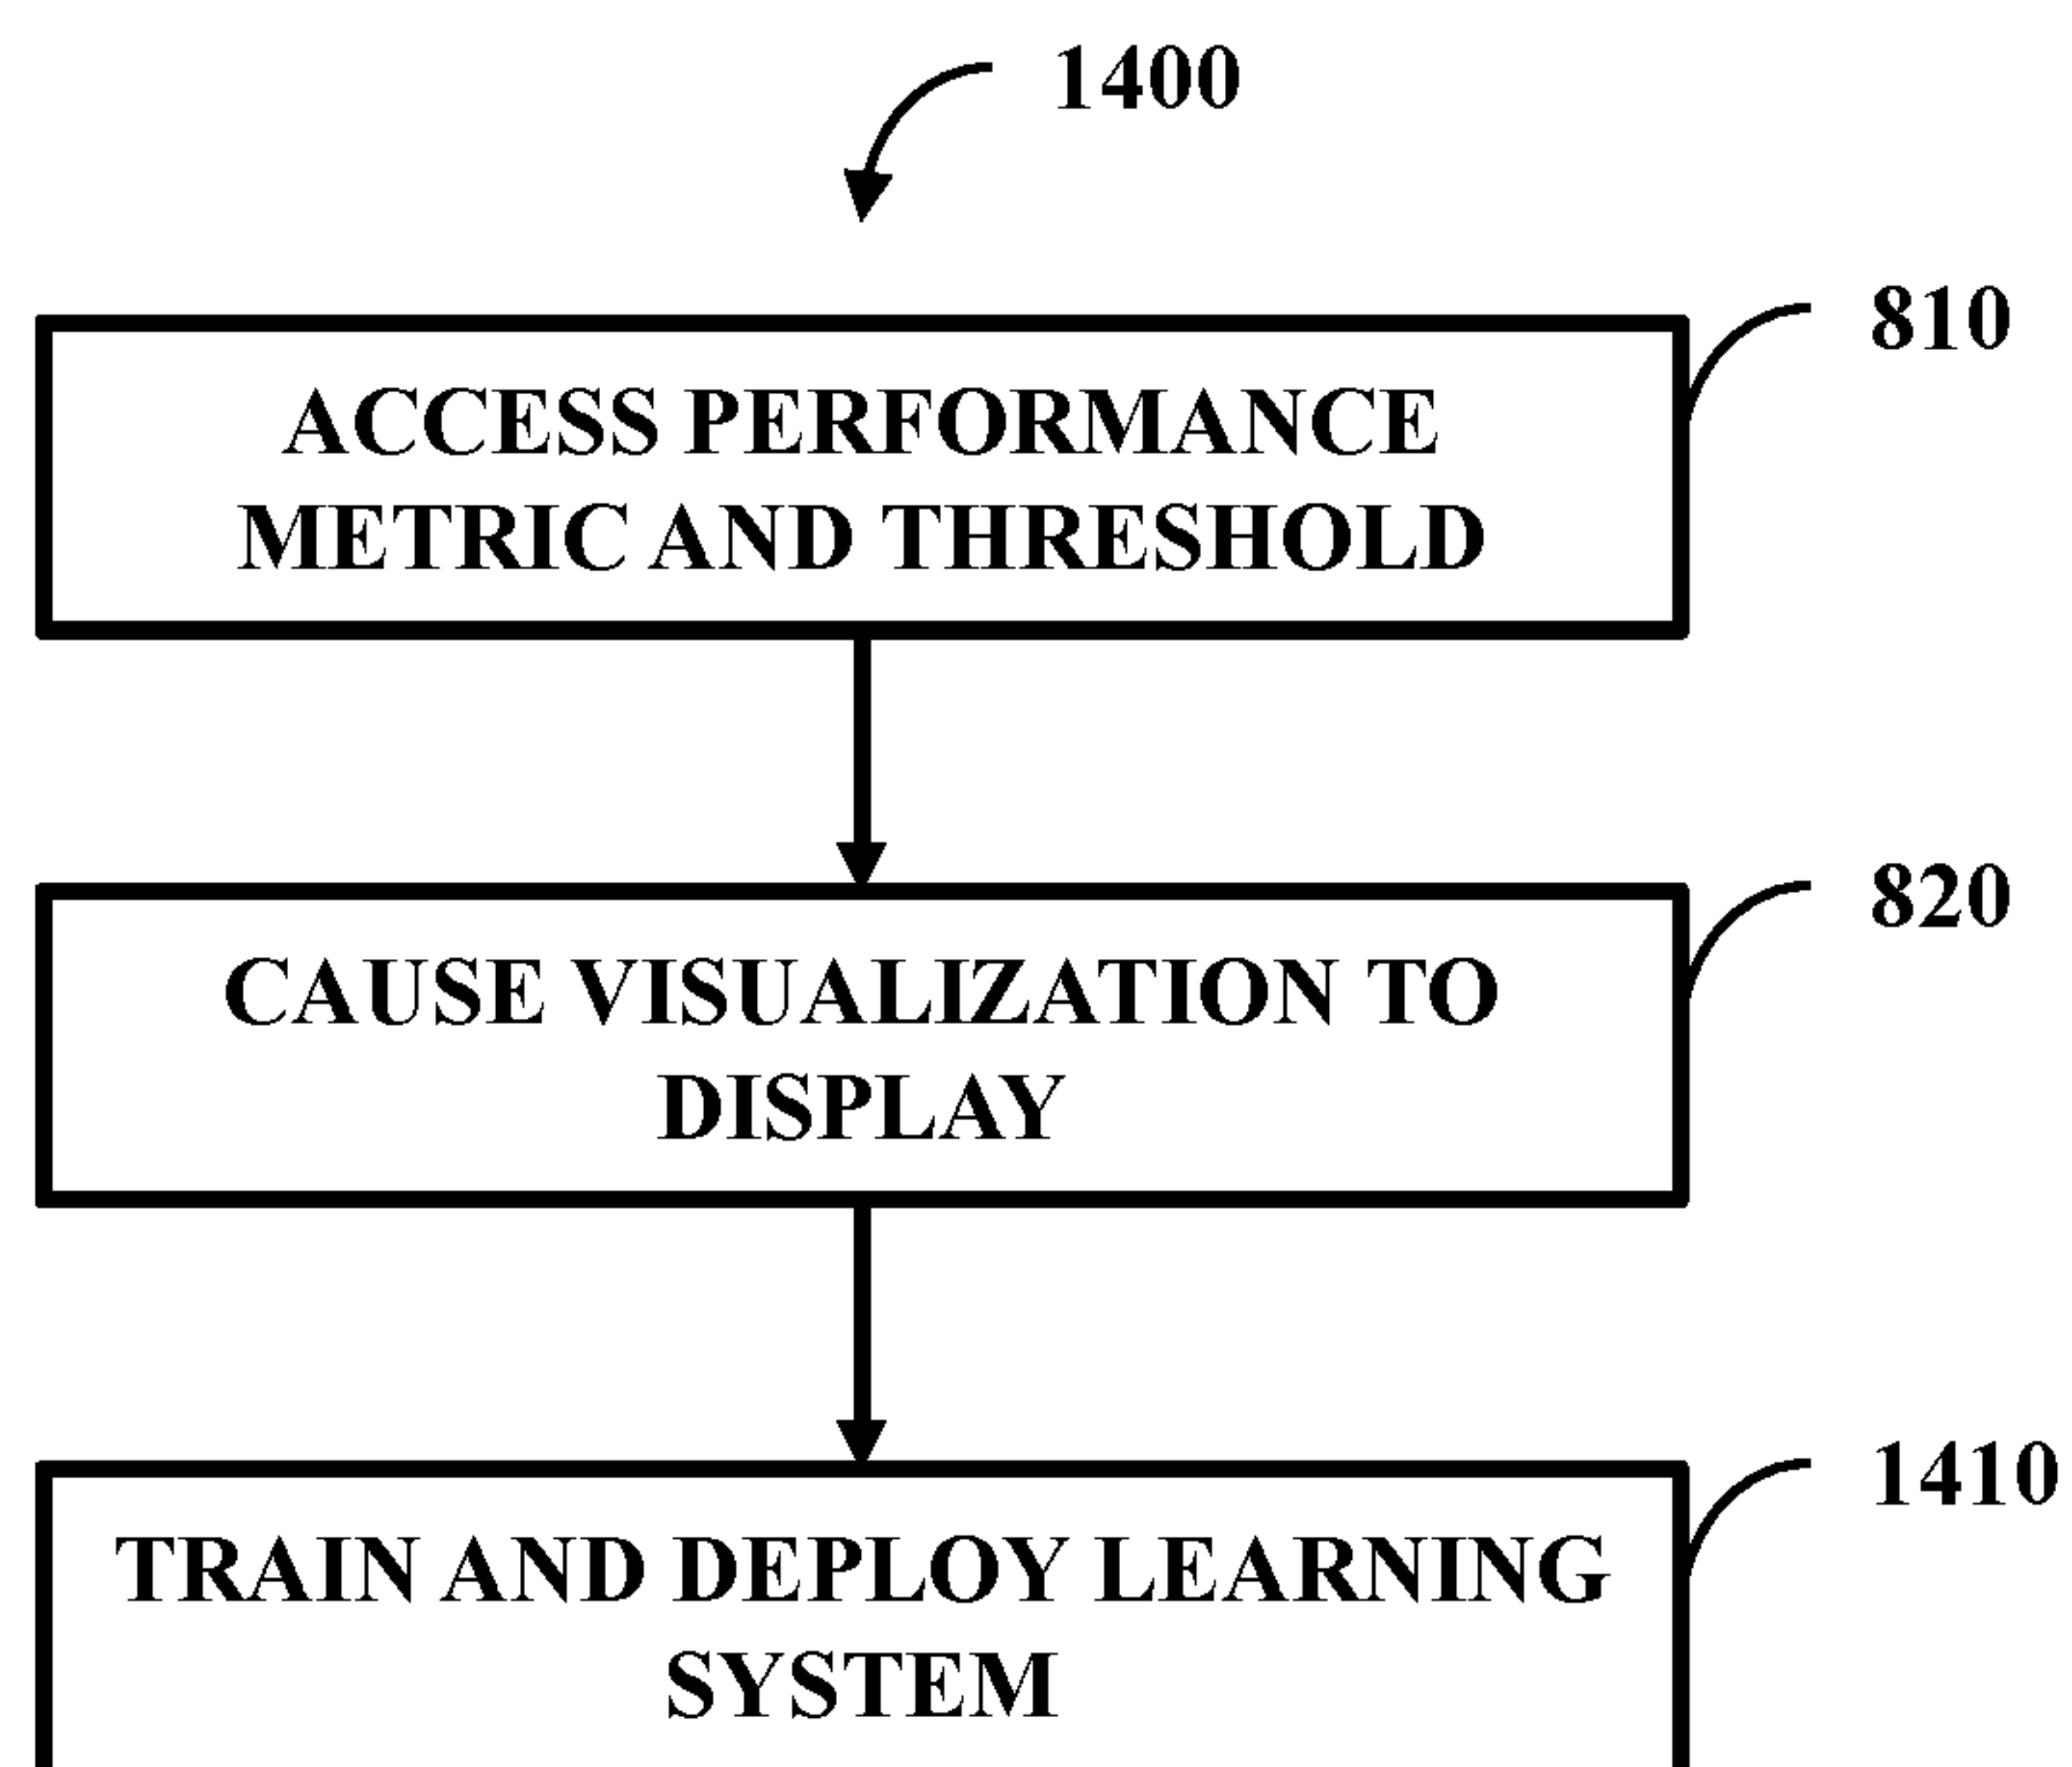 1400
810
ACCESS PERFORMANCE
METRIC AND THRESHOLD
820
CAUSE VISUALIZATION TO
DISPLAY
1410
TRAIN AND DEPLOY LEARNING
SYSTEM